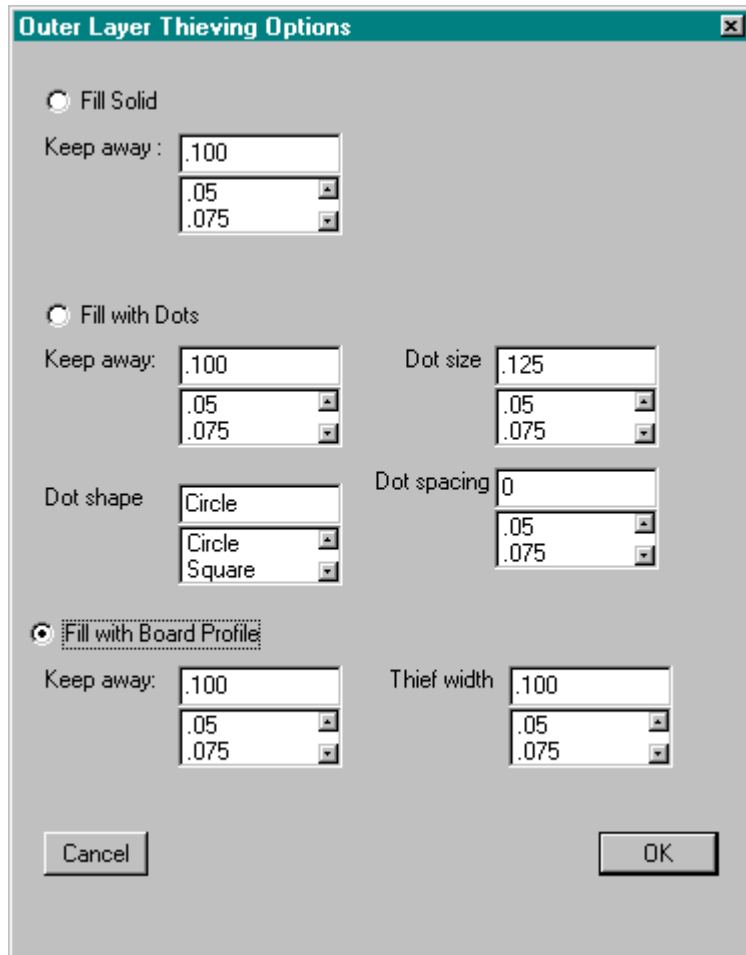 Outer Layer Thieving Options
Fill Solid
Keep away :
.100
.05
.075
Fill with Dots
Keep away:
.100
.05
.075
Dot size
.125
.05
.075
Dot shape
Circle
Circle
Square
Dot spacing
0
.05
.075
Fill with Board Profile
Keep away:
.100
.05
.075
Thief width
.100
.05
.075
Cancel
OK